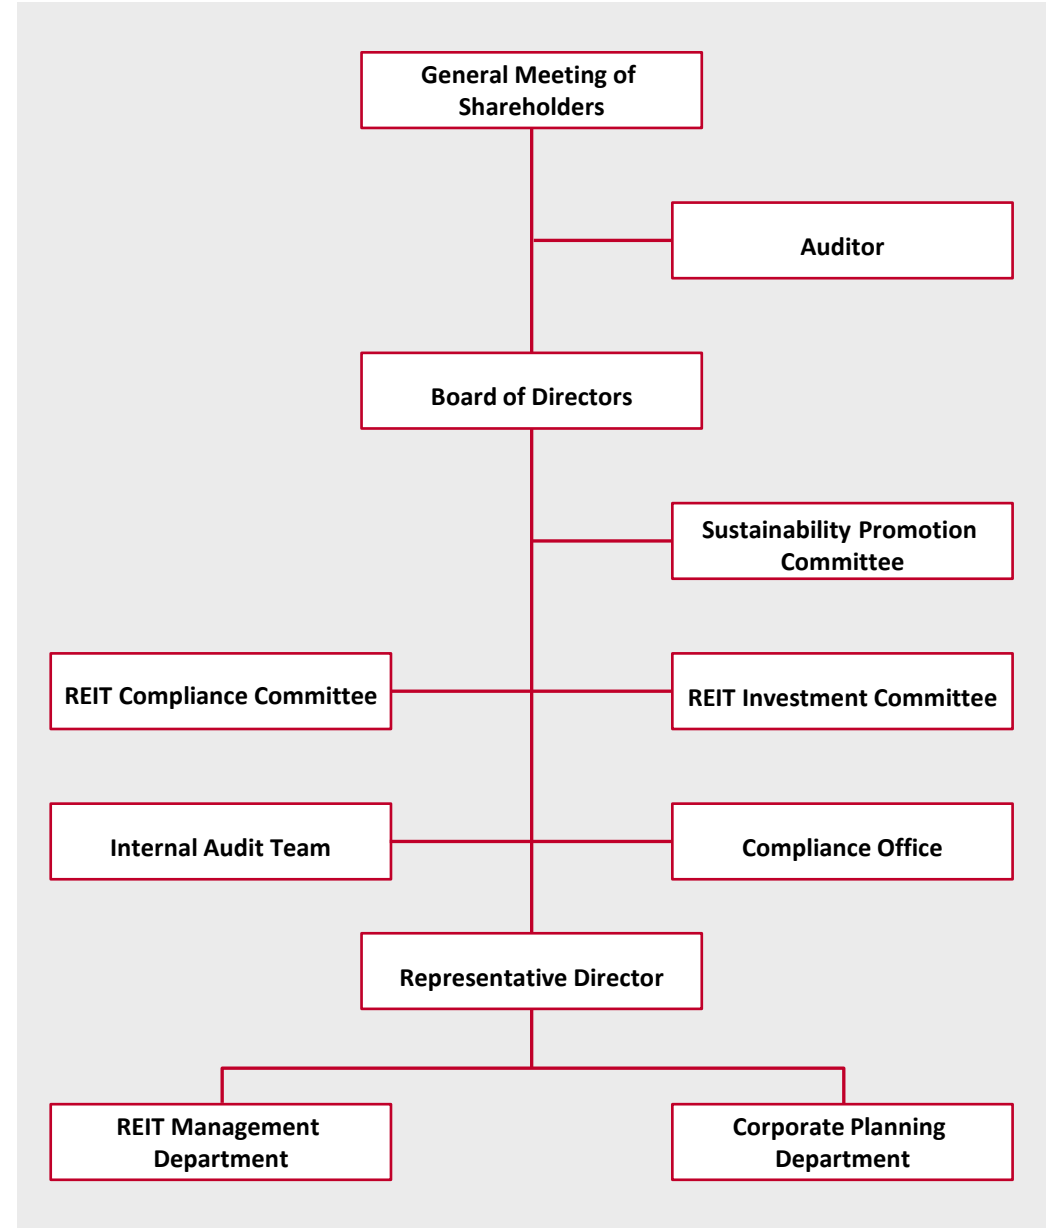 General Meeting of
Shareholders
Auditor
Board of Directors
Sustainability Promotion
Committee
REIT Compliance Committee
REIT Investment Committee
Internal Audit Team
Compliance Office
Representative Director
REIT Management
Department
Corporate Planning
Department